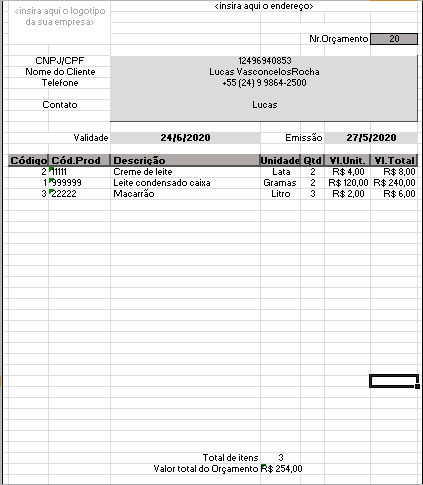 <insira aqui o logotipo
da sua empresa>
<insira aqui o endereço>
Nr.Orçamento 20
CNPJ/CPF 12496940853
Nome do Cliente Lucas VasconcelosRocha
Telefone +55 (24) 9 9864-2500
Contato Lucas
Validade 24/6/2020 Emissão 27/5/2020
Código Cód.Prod Descrição Unidade Qtd Vl.Unit. Vl.Total
2 11111 Creme de leite Lata 2 R$ 4,00 R$ 8,00
1 999999 Leite condensado caixa Gramas 2 R$ 120,00 R$ 240,00
3 22222 Macarrão Litro 3 R$ 2,00 R$ 6,00
Total de itens 3
Valor total do Orçamento R$ 254,00